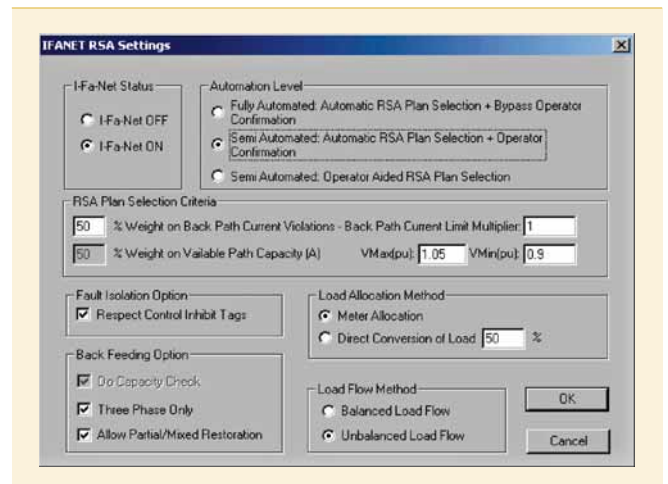 IFANET RSA Settings
I-Fa-Net Status
I-Fa-Net OFF
I-Fa-Net ON
Automation Level
Fully Automated: Automatic RSA Plan Selection + Bypass Operator
Confirmation
Semi Automated: Automatic RSA Plan Selection + Operator
Confirmation
Semi Automated: Operator Aided RSA Plan Selection
RSA Plan Selection Criteria
50 % Weight on Back Path Current Violations - Back Path Current Limit Multiplier: 1
50 % Weight on Vailable Path Capacity (A) VMax(pu): 1.05 VMin(pu): 0.9
Fault Isolation Option
Respect Control Inhibit Tags
Back Feeding Option
Do Capacity Check
Three Phase Only
Allow Partial/Mixed Restoration
Load Allocation Method
Meter Allocation
Direct Conversion of Load 50 %
Load Flow Method
Balanced Load Flow
Unbalanced Load Flow
OK
Cancel